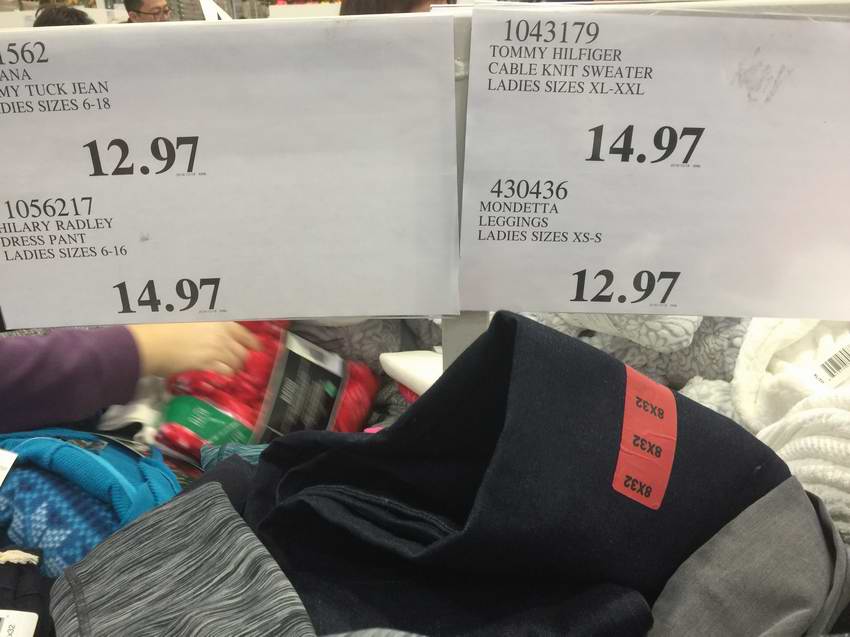 1562
ANA
MY TUCK JEAN
DIES SIZES 6-18
12.97
1056217
HILARY RADLEY
DRESS PANT
LADIES SIZES 6-16
14.97
1043179
TOMMY HILFIGER
CABLE KNIT SWEATER
LADIES SIZES XL-XXL
14.97
430436
MONDETTA
LEGGINGS
LADIES SIZES XS-S
12.97
8X32
8X32
8X32